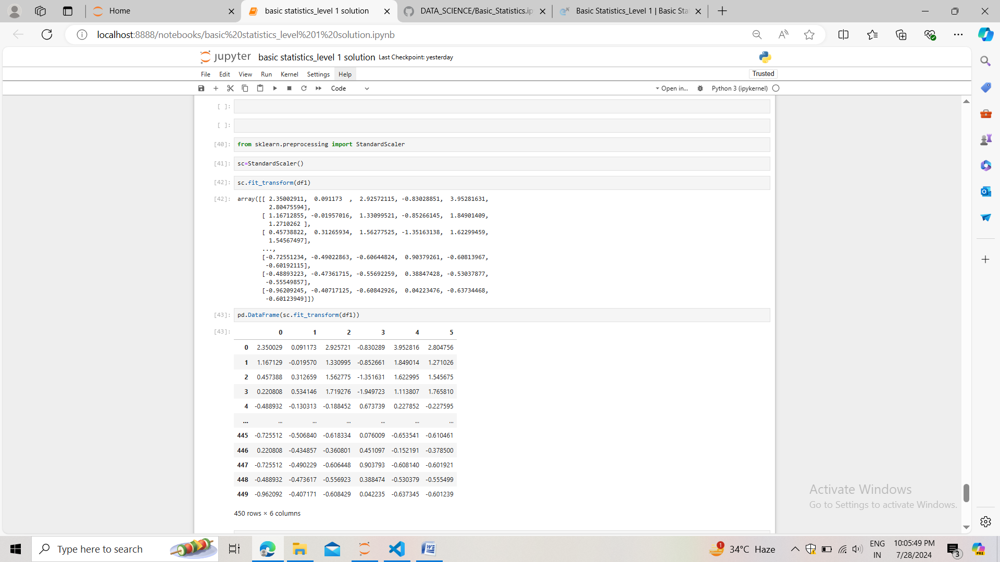 Home
basic statistics_level 1 solution
DATA_SCIENCE/Basic_Statistics.ip
Basic Statistics_Level 1 | Basic Sta
localhost:8888/notebooks/basic%20statistics_level%201%20solution.ipynb
jupyter basic statistics_level 1 solution Last Checkpoint: yesterday
File Edit View Run Kernel Settings Help
Trusted
Code
Open in...
Python 3 (ipykernel)
[ ]:
[ ]:
[40]: from sklearn.preprocessing import StandardScaler
[41]: sc=StandardScaler()
[42]: sc.fit_transform(df1)
[42]: array([[ 2.35002911, 0.091173 , 2.92572115, -0.83028851, 3.95281631,
2.80475594],
[ 1.16712855, -0.01957016, 1.33099521, -0.85266145, 1.84901409,
1.2710262 ],
[ 0.45738822, 0.31265934, 1.56277525, -1.35163138, 1.62299459,
1.54567497],
...,
[-0.72551234, -0.49022863, -0.60644824, 0.90379261, -0.60813967,
-0.60192115],
[-0.48893223, -0.47361715, -0.55692259, 0.38847428, -0.53037877,
-0.55549857],
[-0.96209245, -0.40717125, -0.60842926, 0.04223476, -0.63734468,
-0.60123949]])
[43]: pd.DataFrame(sc.fit_transform(df1))
[43]: 0 1 2 3 4 5
0 2.350029 0.091173 2.925721 -0.830289 3.952816 2.804756
1 1.167129 -0.019570 1.330995 -0.852661 1.849014 1.271026
2 0.457388 0.312659 1.562775 -1.351631 1.622995 1.545675
3 0.220808 0.534146 1.719276 -1.949723 1.113807 1.765810
4 -0.488932 -0.130313 -0.188452 0.673739 0.227852 -0.227595
... ... ... ... ... ... ...
445 -0.725512 -0.506840 -0.618334 0.076009 -0.653541 -0.610461
446 0.220808 -0.434857 -0.360801 0.451097 -0.152191 -0.378500
447 -0.725512 -0.490229 -0.606448 0.903793 -0.608140 -0.601921
448 -0.488932 -0.473617 -0.556923 0.388474 -0.530379 -0.555499
449 -0.962092 -0.407171 -0.608429 0.042235 -0.637345 -0.601239
450 rows × 6 columns
Activate Windows
Go to Settings to activate Windows.
Type here to search
1
34°C Haze
ENG
IN
10:05:49 PM
7/28/2024
3
PRE